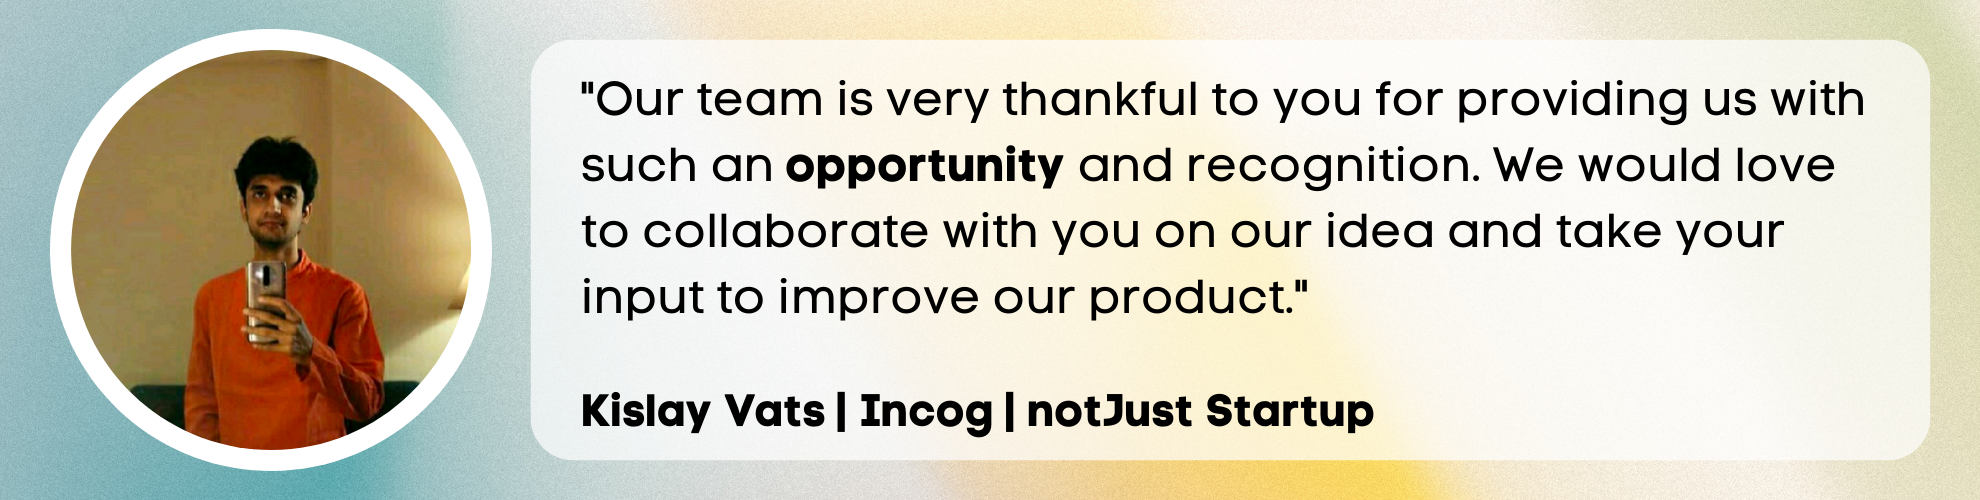 "Our team is very thankful to you for providing us with
such an opportunity and recognition. We would love
to collaborate with you on our idea and take your
input to improve our product."
Kislay Vats | Incog | notJust Startup